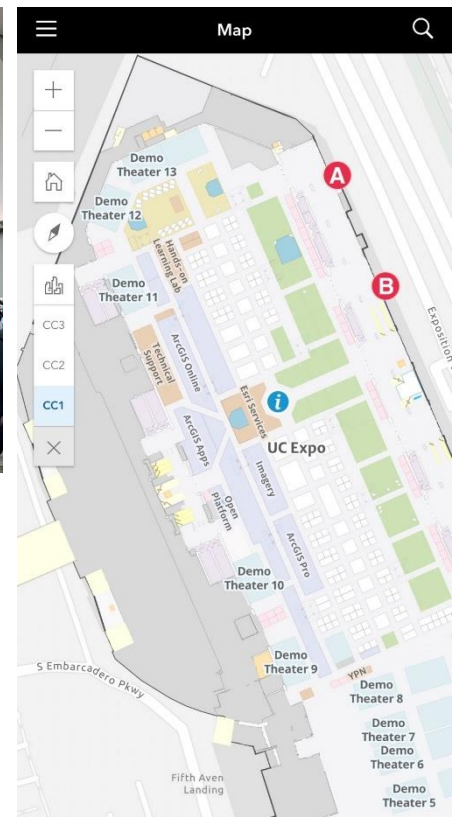 Map
Demo
Theater 13
Demo
Theater 12
Hands-on
Learning Lab
Demo
Theater 11
ArcGIS Online
Technical
Support
CC3
CC2
CC1
A
B
Exposition
Esri Services
i
ArcGIS Apps
UC Expo
Imagery
Open
Platform
ArcGIS Pro
Demo
Theater 10
Demo
Theater 9
YPN
S Embarcadero Pkwy
Demo
Theater 8
Demo
Theater 7
Demo
Theater 6
Fifth Aven
Landing
Demo
Theater 5